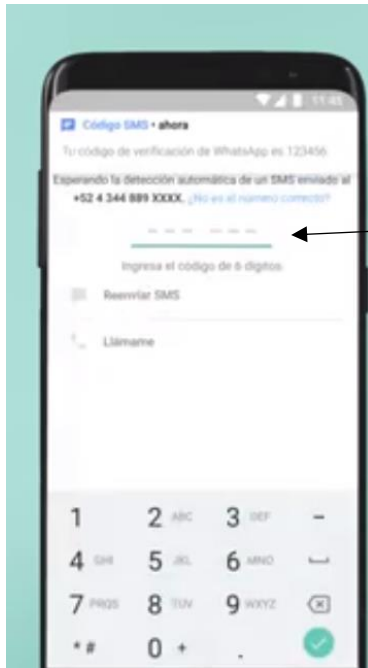 11:45
Código SMS • ahora
Tu código de verificación de WhatsApp es 123456
Esperando la detección automática de un SMS enviado al
+52 4 344 889 XXXX. ¿No es el número correcto?
Ingresa el código de 6 dígitos
Reenviar SMS
Llámame
1 2 ABC 3 DEF -
4 GHI 5 JKL 6 MNO
7 PRQS 8 TUV 9 WXYZ
* # 0 + .